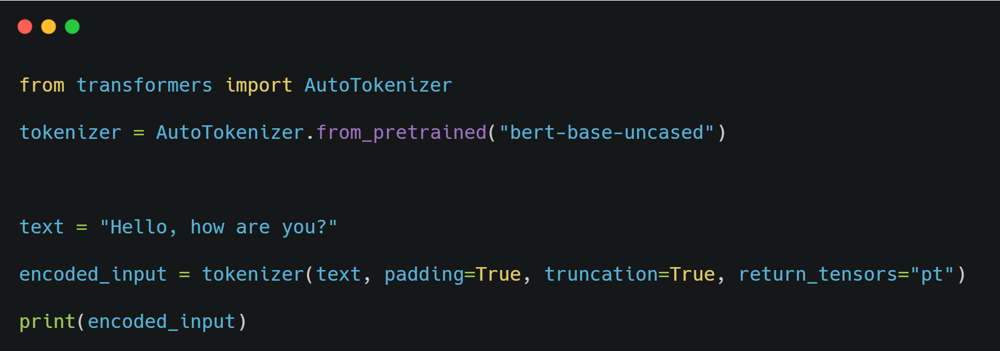 from transformers import AutoTokenizer
tokenizer = AutoTokenizer.from_pretrained("bert-base-uncased")
text = "Hello, how are you?"
encoded_input = tokenizer(text, padding=True, truncation=True, return_tensors="pt")
print(encoded_input)